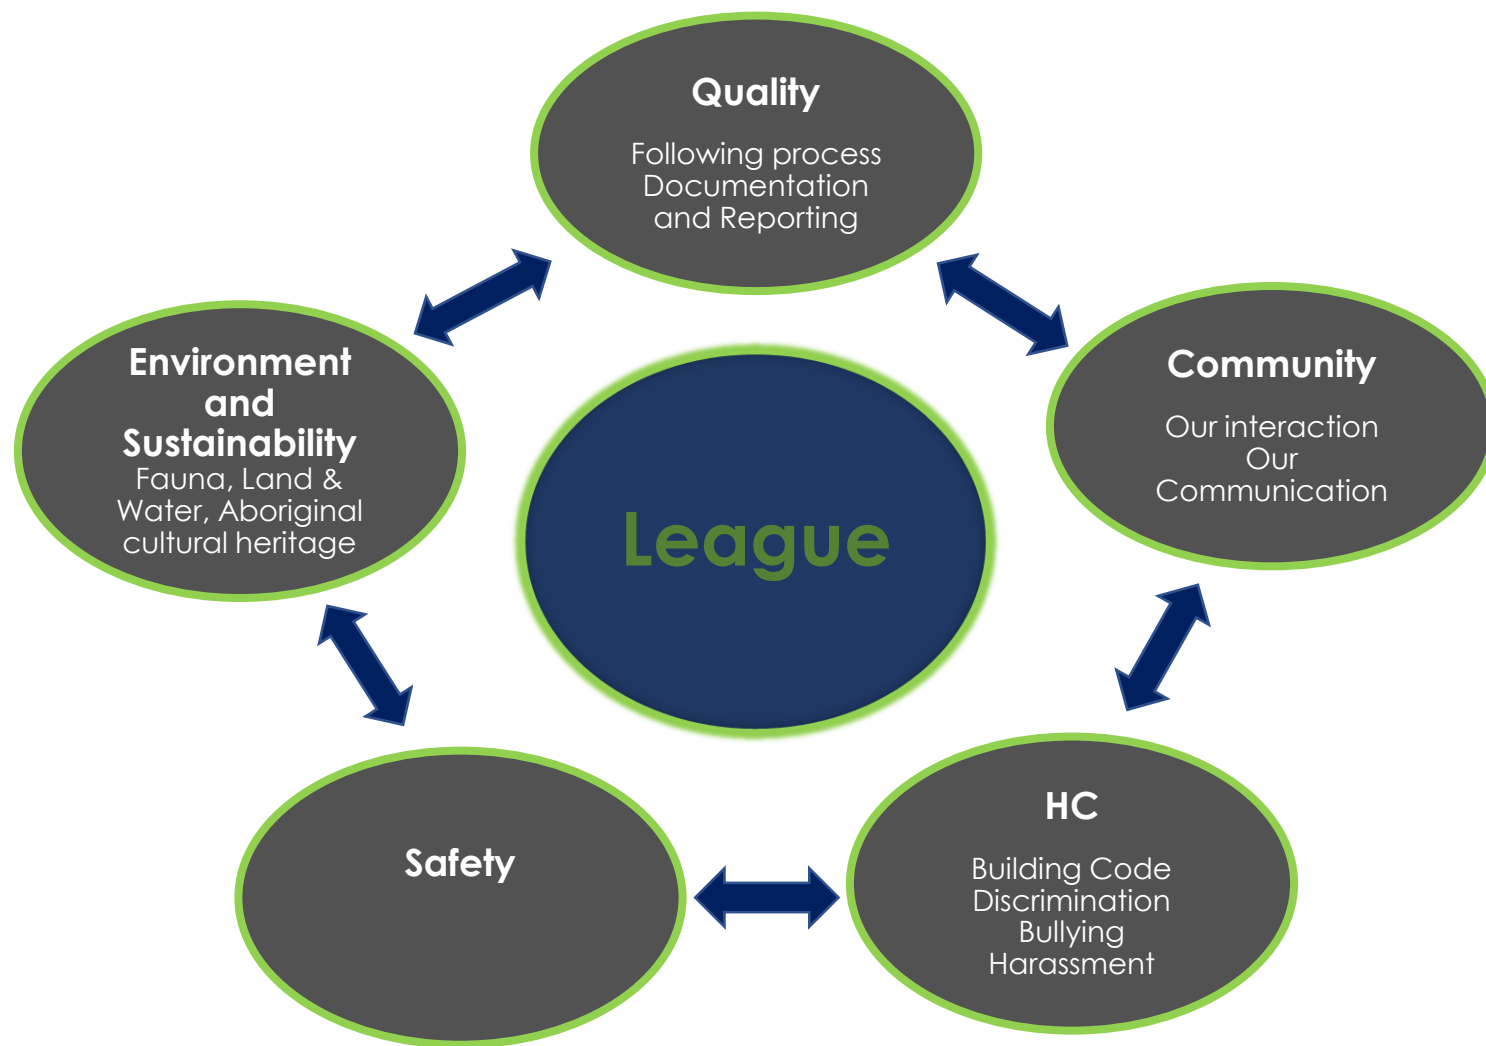 Quality
Following process
Documentation
and Reporting
Environment
and
Sustainability
Fauna, Land &
Water, Aboriginal
cultural heritage
Community
Our interaction
Our
Communication
League
Safety
HC
Building Code
Discrimination
Bullying
Harassment